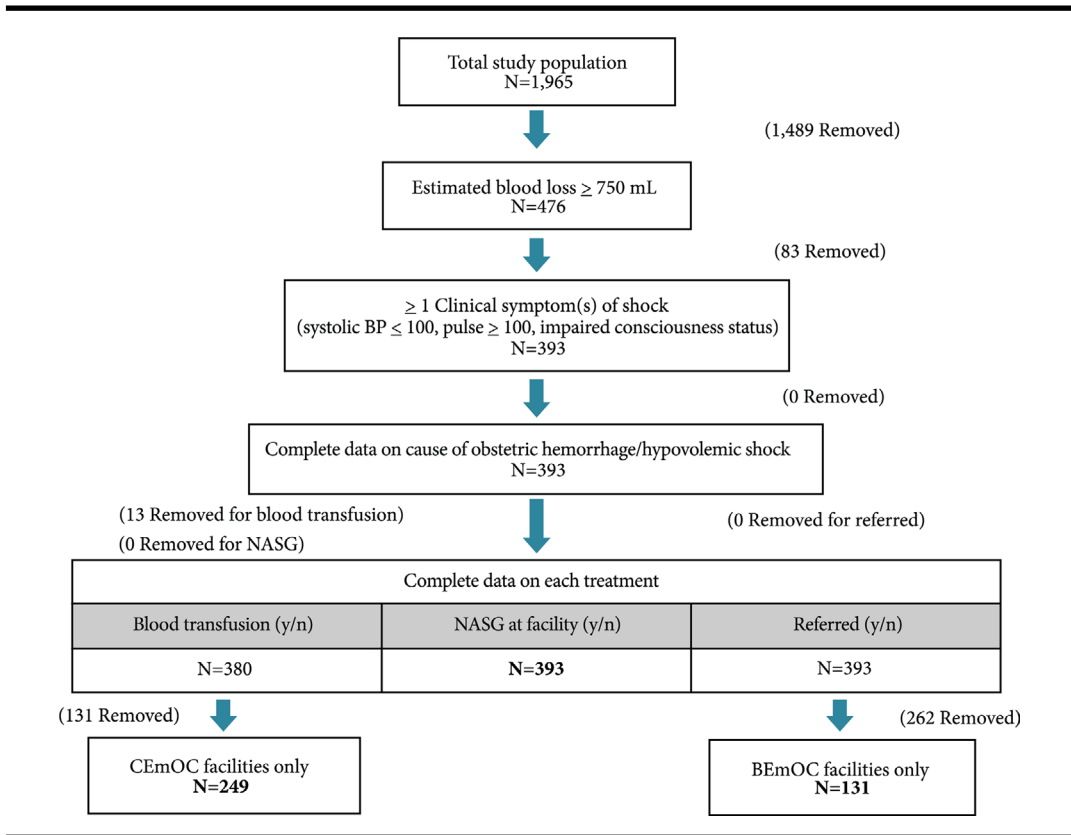 Total study population
N=1,965
(1,489 Removed)
Estimated blood loss ≥ 750 mL
N=476
(83 Removed)
≥ 1 Clinical symptom(s) of shock
(systolic BP ≤ 100, pulse ≥ 100, impaired consciousness status)
N=393
(0 Removed)
Complete data on cause of obstetric hemorrhage/hypovolemic shock
N=393
(13 Removed for blood transfusion)
(0 Removed for NASG)
(0 Removed for referred)
Complete data on each treatment
Blood transfusion (y/n) NASG at facility (y/n) Referred (y/n)
N=380 N=393 N=393
(131 Removed)
(262 Removed)
CEmOC facilities only
N=249
BEmOC facilities only
N=131